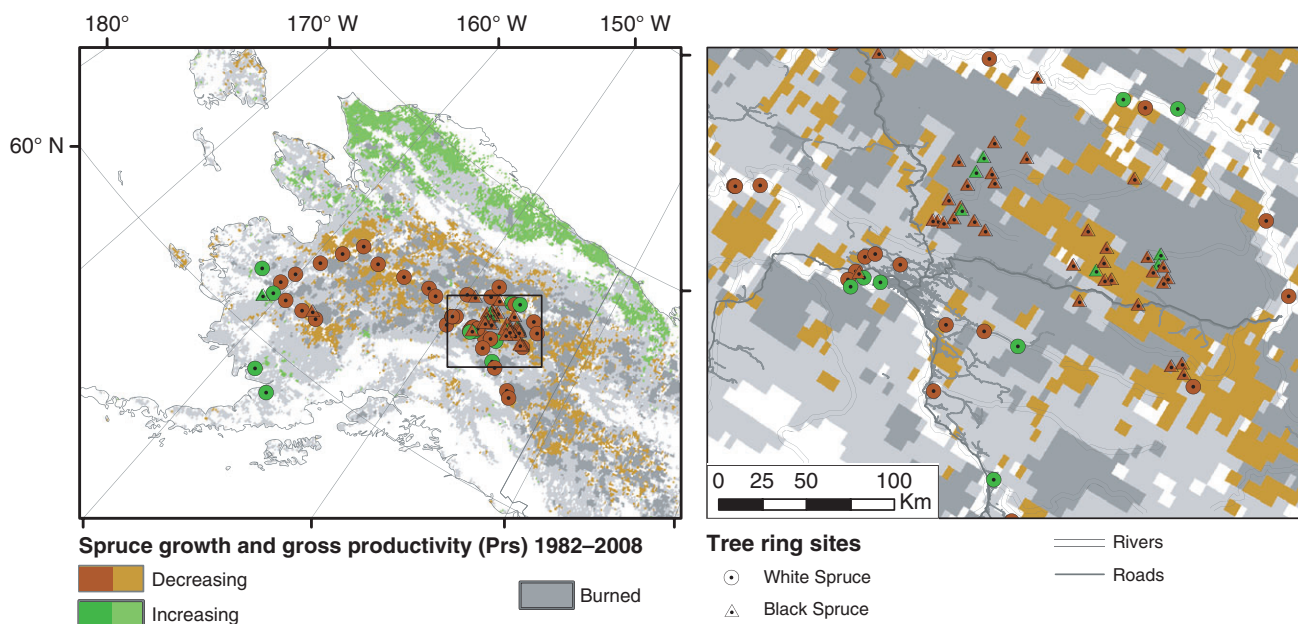 180° 170° W 160° W 150° W
60° N
0 25 50 100
Km
Spruce growth and gross productivity (Prs) 1982–2008
Decreasing
Increasing
Burned
Tree ring sites
White Spruce
Black Spruce
Rivers
Roads